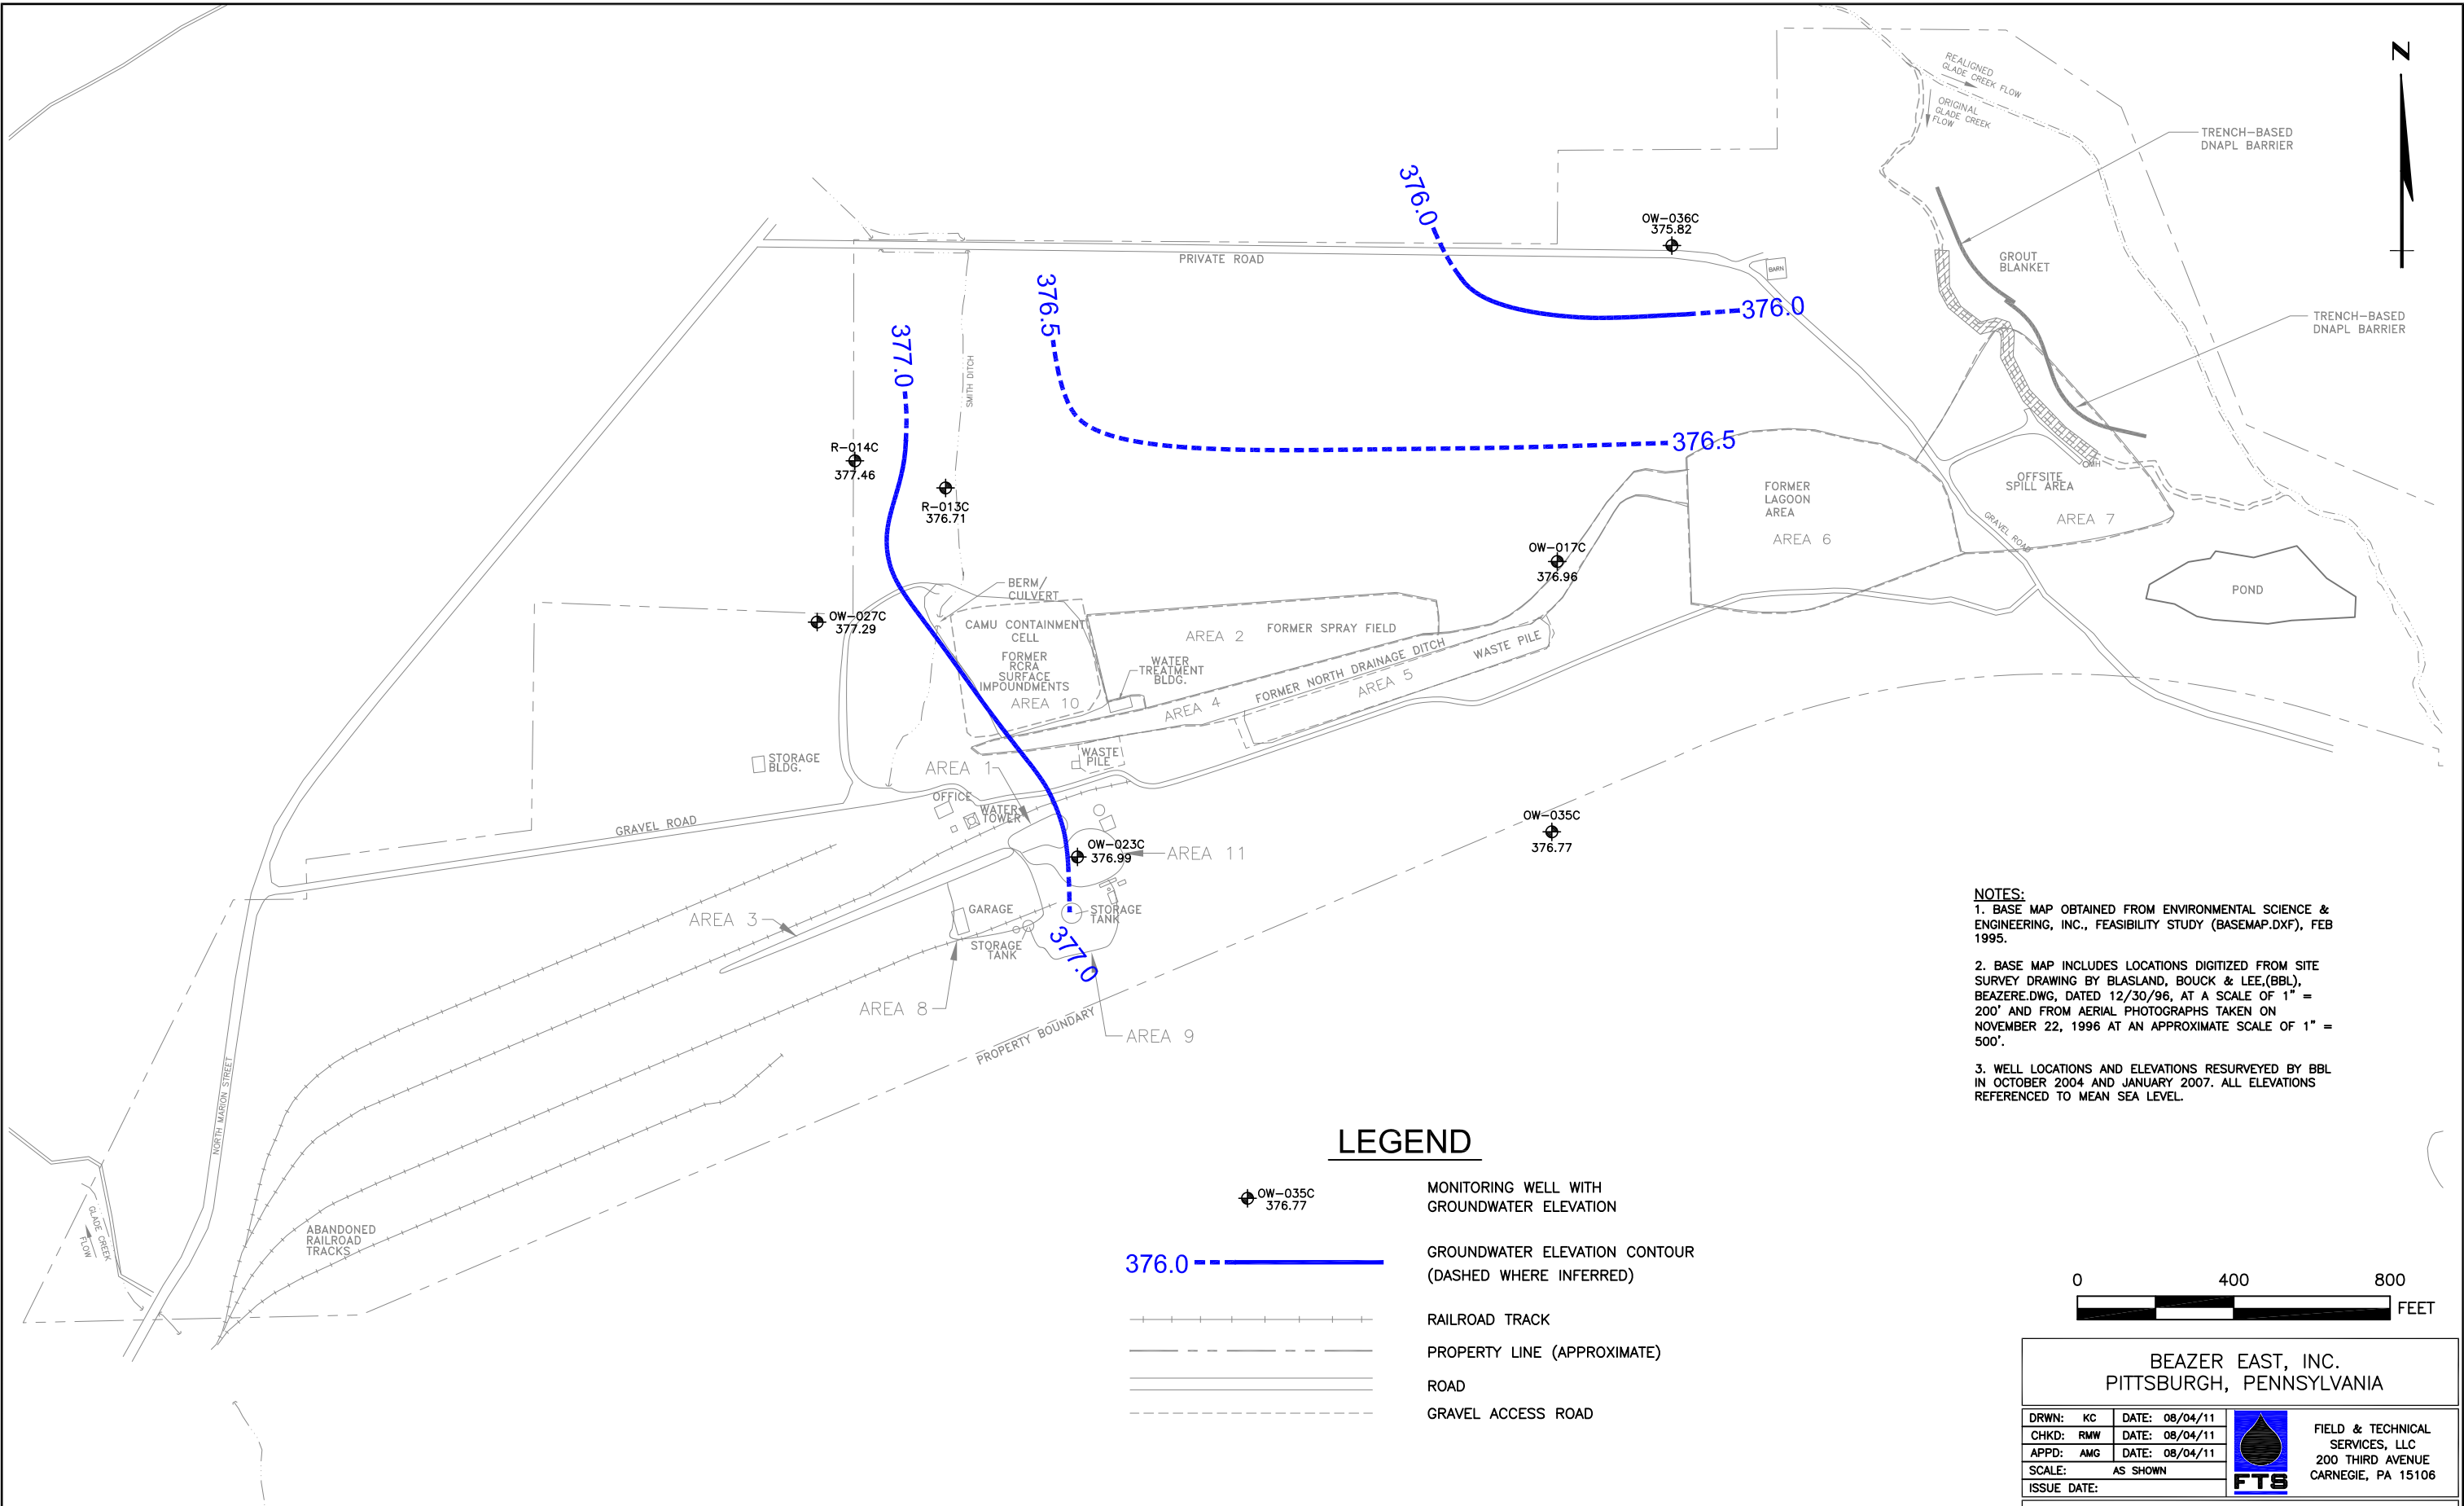 N
REALIGNED
GLADE CREEK FLOW
ORIGINAL
GLADE CREEK
FLOW
TRENCH-BASED
DNAPL BARRIER
376.0
OW-036C
375.82
PRIVATE ROAD
BARN
GROUT
BLANKET
376.5
376.0
TRENCH-BASED
DNAPL BARRIER
377.0
SMITH DITCH
R-014C
377.46
376.5
R-013C
376.71
MH
FORMER
LAGOON
AREA
AREA 6
OFFSITE
SPILL AREA
AREA 7
GRAVEL ROAD
OW-017C
376.96
BERM/
CULVERT
POND
OW-027C
377.29
CAMU CONTAINMENT
CELL
FORMER
RCRA
SURFACE
IMPOUNDMENTS
AREA 10
AREA 2
FORMER SPRAY FIELD
WATER
TREATMENT
BLDG.
AREA 4
FORMER NORTH DRAINAGE DITCH
WASTE PILE
AREA 5
STORAGE
BLDG.
WASTE
PILE
AREA 1
OFFICE
WATER
TOWER
GRAVEL ROAD
OW-035C
376.77
OW-023C
376.99
AREA 11
AREA 3
GARAGE
STORAGE
TANK
STORAGE
TANK
377.0
AREA 8
AREA 9
PROPERTY BOUNDARY
NORTH MARION STREET
GLADE CREEK
FLOW
ABANDONED
RAILROAD
TRACKS
NOTES:
1. BASE MAP OBTAINED FROM ENVIRONMENTAL SCIENCE &
ENGINEERING, INC., FEASIBILITY STUDY (BASEMAP.DXF), FEB
1995.
2. BASE MAP INCLUDES LOCATIONS DIGITIZED FROM SITE
SURVEY DRAWING BY BLASLAND, BOUCK & LEE,(BBL),
BEAZERE.DWG, DATED 12/30/96, AT A SCALE OF 1" =
200' AND FROM AERIAL PHOTOGRAPHS TAKEN ON
NOVEMBER 22, 1996 AT AN APPROXIMATE SCALE OF 1" =
500'.
3. WELL LOCATIONS AND ELEVATIONS RESURVEYED BY BBL
IN OCTOBER 2004 AND JANUARY 2007. ALL ELEVATIONS
REFERENCED TO MEAN SEA LEVEL.
LEGEND
OW-035C
376.77
MONITORING WELL WITH
GROUNDWATER ELEVATION
376.0
GROUNDWATER ELEVATION CONTOUR
(DASHED WHERE INFERRED)
RAILROAD TRACK
PROPERTY LINE (APPROXIMATE)
ROAD
GRAVEL ACCESS ROAD
0 400 800
FEET
BEAZER EAST, INC.
PITTSBURGH, PENNSYLVANIA
DRWN: KC DATE: 08/04/11
CHKD: RMW DATE: 08/04/11
APPD: AMG DATE: 08/04/11
SCALE: AS SHOWN
ISSUE DATE:
FTS
FIELD & TECHNICAL
SERVICES, LLC
200 THIRD AVENUE
CARNEGIE, PA 15106